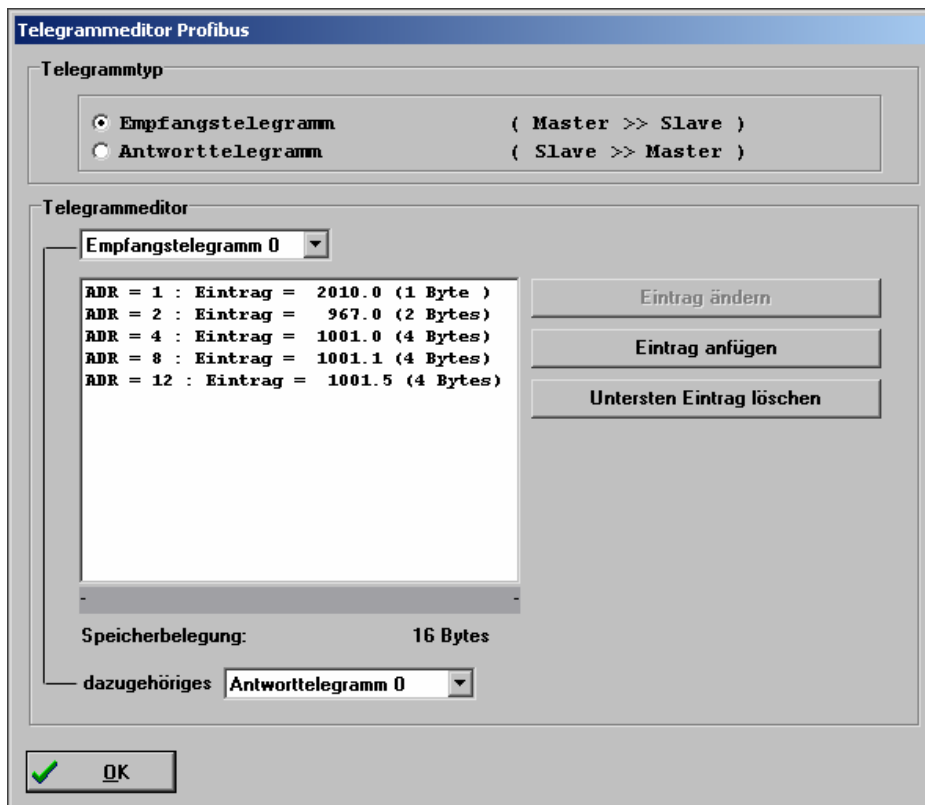 Telegrammeditor Profibus
Telegrammtyp
Empfangstelegramm ( Master >> Slave )
Antworttelegramm ( Slave >> Master )
Telegrammeditor
Empfangstelegramm 0
ADR = 1 : Eintrag = 2010.0 (1 Byte )
ADR = 2 : Eintrag = 967.0 (2 Bytes)
ADR = 4 : Eintrag = 1001.0 (4 Bytes)
ADR = 8 : Eintrag = 1001.1 (4 Bytes)
ADR = 12 : Eintrag = 1001.5 (4 Bytes)
Eintrag ändern
Eintrag anfügen
Untersten Eintrag löschen
- -
Speicherbelegung: 16 Bytes
dazugehöriges Antworttelegramm 0
OK